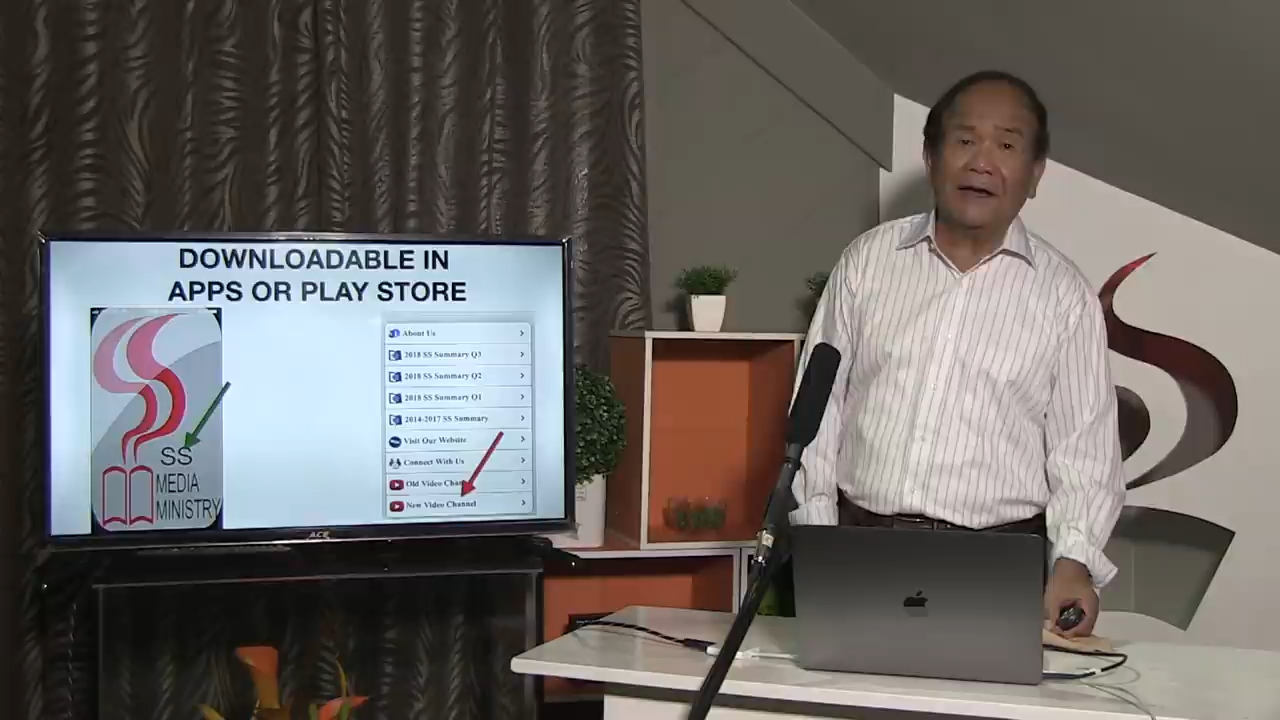 DOWNLOADABLE IN
APPS OR PLAY STORE
SS
MEDIA
MINISTRY
About Us
2018 SS Summary Q3
2018 SS Summary Q2
2018 SS Summary Q1
2014-2017 SS Summary
Visit Our Website
Connect With Us
Old Video Chan
New Video Channel
ACE